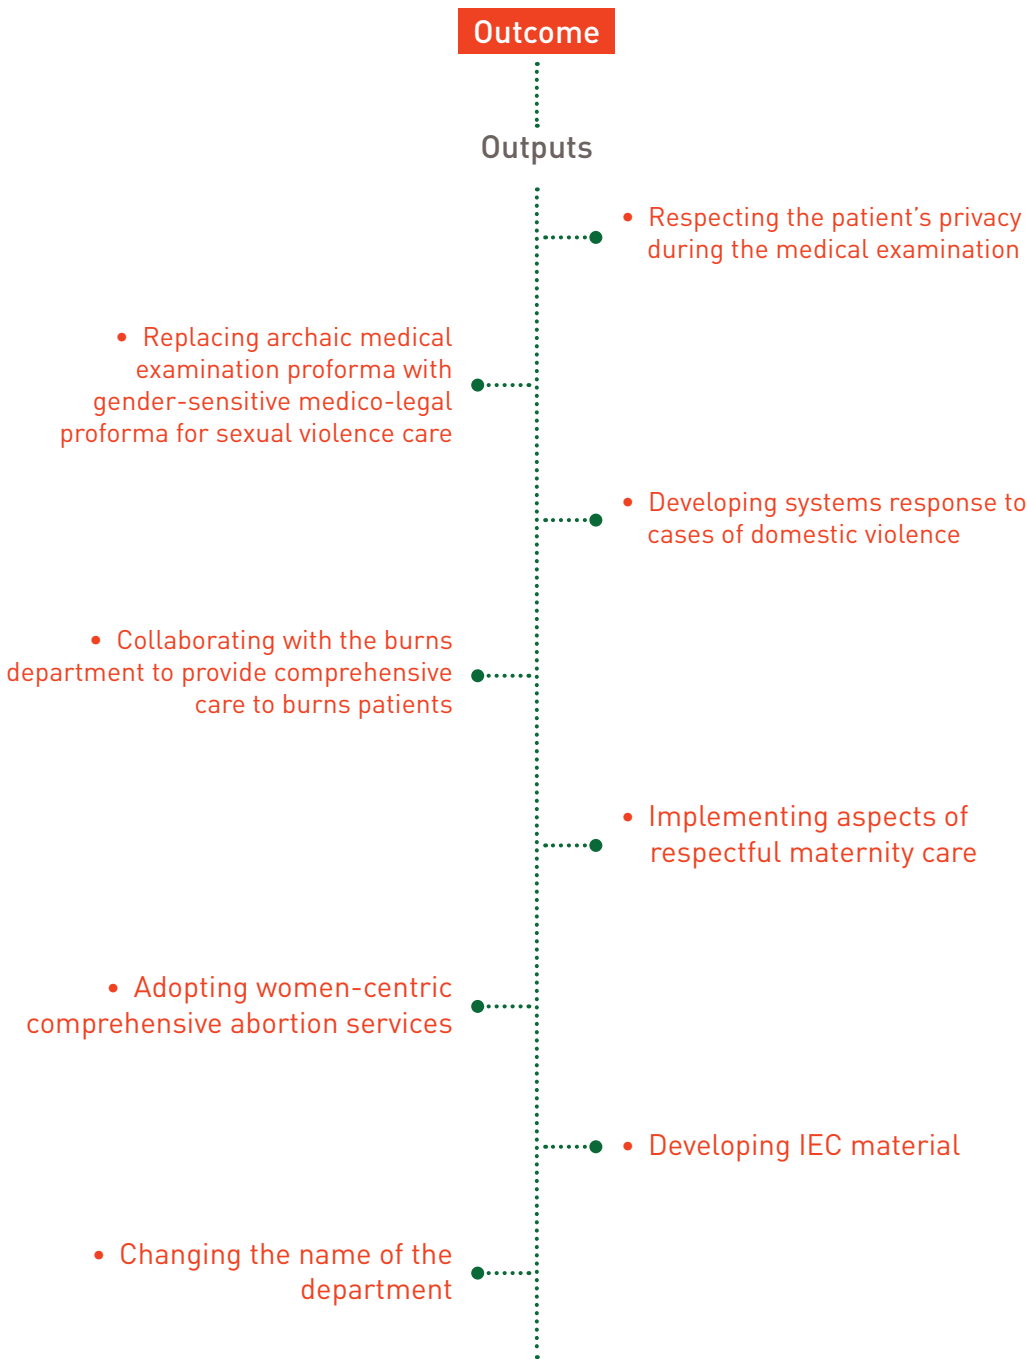 Outcome
Outputs
• Respecting the patient’s privacy
during the medical examination
• Replacing archaic medical
examination proforma with
gender-sensitive medico-legal
proforma for sexual violence care
• Developing systems response to
cases of domestic violence
• Collaborating with the burns
department to provide comprehensive
care to burns patients
• Implementing aspects of
respectful maternity care
• Adopting women-centric
comprehensive abortion services
• Developing IEC material
• Changing the name of the
department